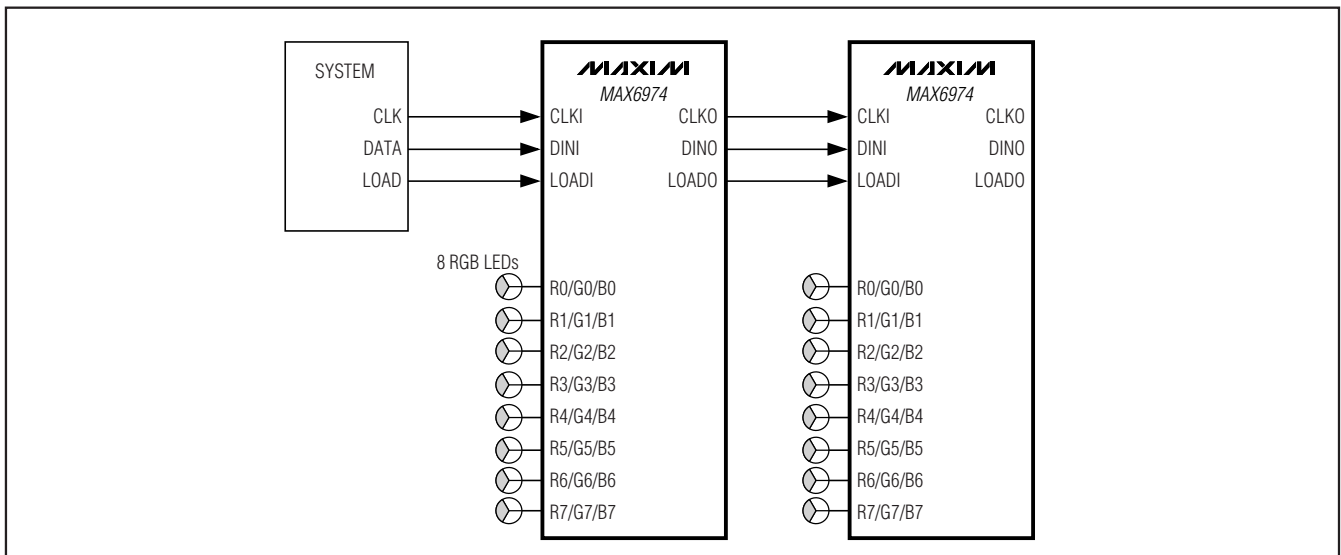 SYSTEM
CLK
DATA
LOAD
MAXIM
MAX6974
CLKI CLKO
DINI DINO
LOADI LOADO
8 RGB LEDs
R0/G0/B0
R1/G1/B1
R2/G2/B2
R3/G3/B3
R4/G4/B4
R5/G5/B5
R6/G6/B6
R7/G7/B7
MAXIM
MAX6974
CLKI CLKO
DINI DINO
LOADI LOADO
R0/G0/B0
R1/G1/B1
R2/G2/B2
R3/G3/B3
R4/G4/B4
R5/G5/B5
R6/G6/B6
R7/G7/B7